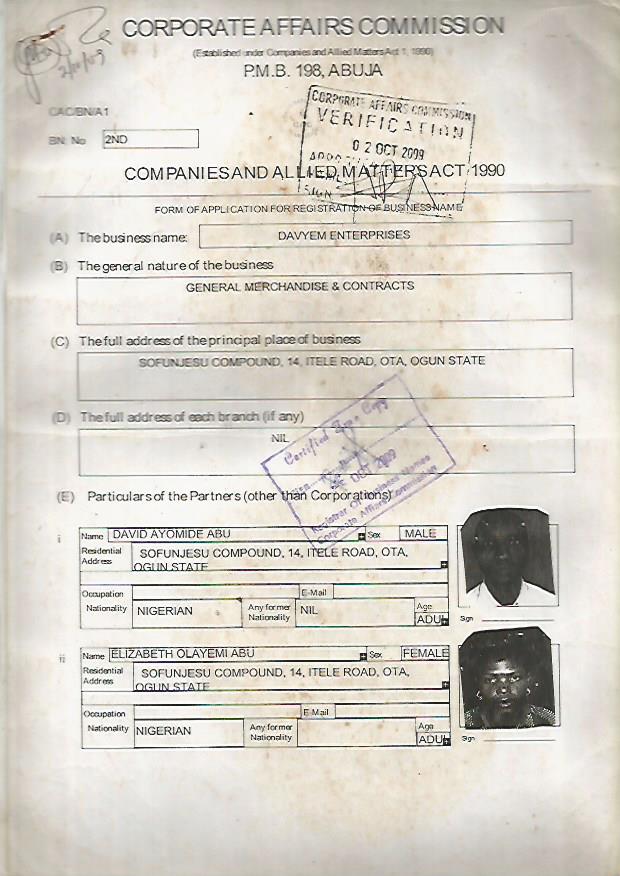 CORPORATE AFFAIRS COMMISSION
(Established under Companies and Allied Matters Act 1, 1990)
P.M.B. 198, ABUJA
2/10/09
CAC/BN/A1
BN. No 2ND
CORPORATE AFFAIRS COMMISSION
VERIFICATION
02 OCT 2009
SIGN
COMPANIES AND ALLIED MATTERS ACT 1990
FORM OF APPLICATION FOR REGISTRATION OF BUSINESS NAME
(A) The business name: DAVYEM ENTERPRISES
(B) The general nature of the business
GENERAL MERCHANDISE & CONTRACTS
(C) The full address of the principal place of business
SOFUNJESU COMPOUND, 14, ITELE ROAD, OTA, OGUN STATE
(D) The full address of each branch (if any)
NIL
Certified True Copy
OCT 2009
Registrar Of Business Names
Corporate Affairs Commission
(E) Particulars of the Partners (other than Corporations)
i
Name DAVID AYOMIDE ABU Sex MALE
Residential Address SOFUNJESU COMPOUND, 14, ITELE ROAD, OTA,
OGUN STATE
Occupation E-Mail
Nationality NIGERIAN Any former Nationality NIL Age
ADUL
Sign
ii
Name ELIZABETH OLAYEMI ABU Sex FEMALE
Residential Address SOFUNJESU COMPOUND, 14, ITELE ROAD, OTA,
OGUN STATE
Occupation E-Mail
Nationality NIGERIAN Any former Nationality Age
ADUL
Sign